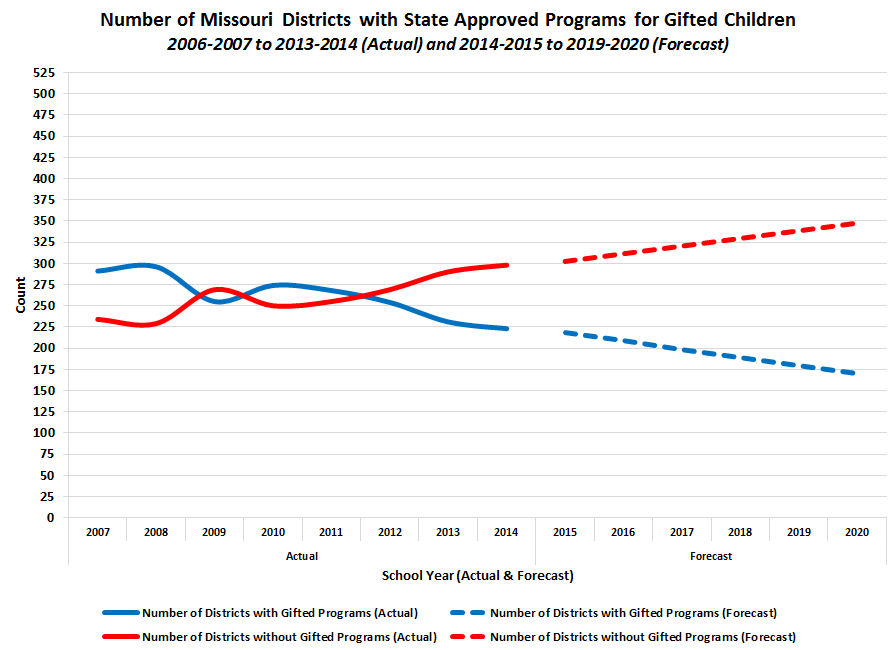 Number of Missouri Districts with State Approved Programs for Gifted Children
2006-2007 to 2013-2014 (Actual) and 2014-2015 to 2019-2020 (Forecast)
525
500
475
450
425
400
375
350
325
300
275
250
225
200
175
150
125
100
75
50
25
0
Count
2007 2008 2009 2010 2011 2012 2013 2014 2015 2016 2017 2018 2019 2020
Actual Forecast
School Year (Actual & Forecast)
Number of Districts with Gifted Programs (Actual) Number of Districts with Gifted Programs (Forecast)
Number of Districts without Gifted Programs (Actual) Number of Districts without Gifted Programs (Forecast)